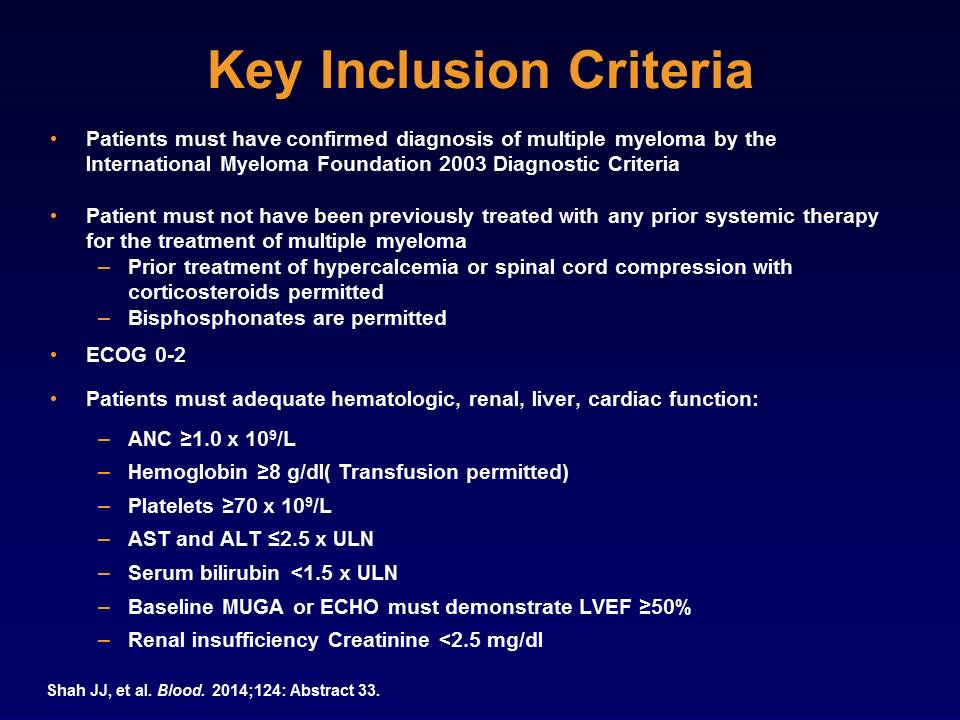 Key Inclusion Criteria
• Patients must have confirmed diagnosis of multiple myeloma by the
International Myeloma Foundation 2003 Diagnostic Criteria
• Patient must not have been previously treated with any prior systemic therapy
for the treatment of multiple myeloma
– Prior treatment of hypercalcemia or spinal cord compression with
corticosteroids permitted
– Bisphosphonates are permitted
• ECOG 0-2
• Patients must adequate hematologic, renal, liver, cardiac function:
– ANC ≥1.0 x 10⁹/L
– Hemoglobin ≥8 g/dl( Transfusion permitted)
– Platelets ≥70 x 10⁹/L
– AST and ALT ≤2.5 x ULN
– Serum bilirubin <1.5 x ULN
– Baseline MUGA or ECHO must demonstrate LVEF ≥50%
– Renal insufficiency Creatinine <2.5 mg/dl
Shah JJ, et al. Blood. 2014;124: Abstract 33.